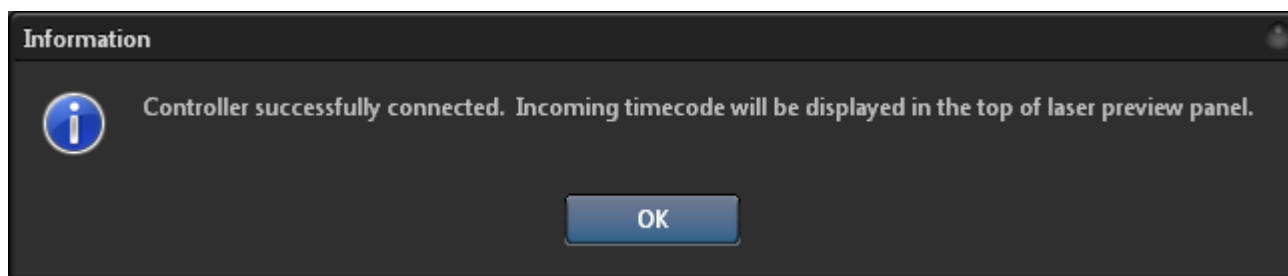 Information
Controller successfully connected.  Incoming timecode will be displayed in the top of laser preview panel.
OK